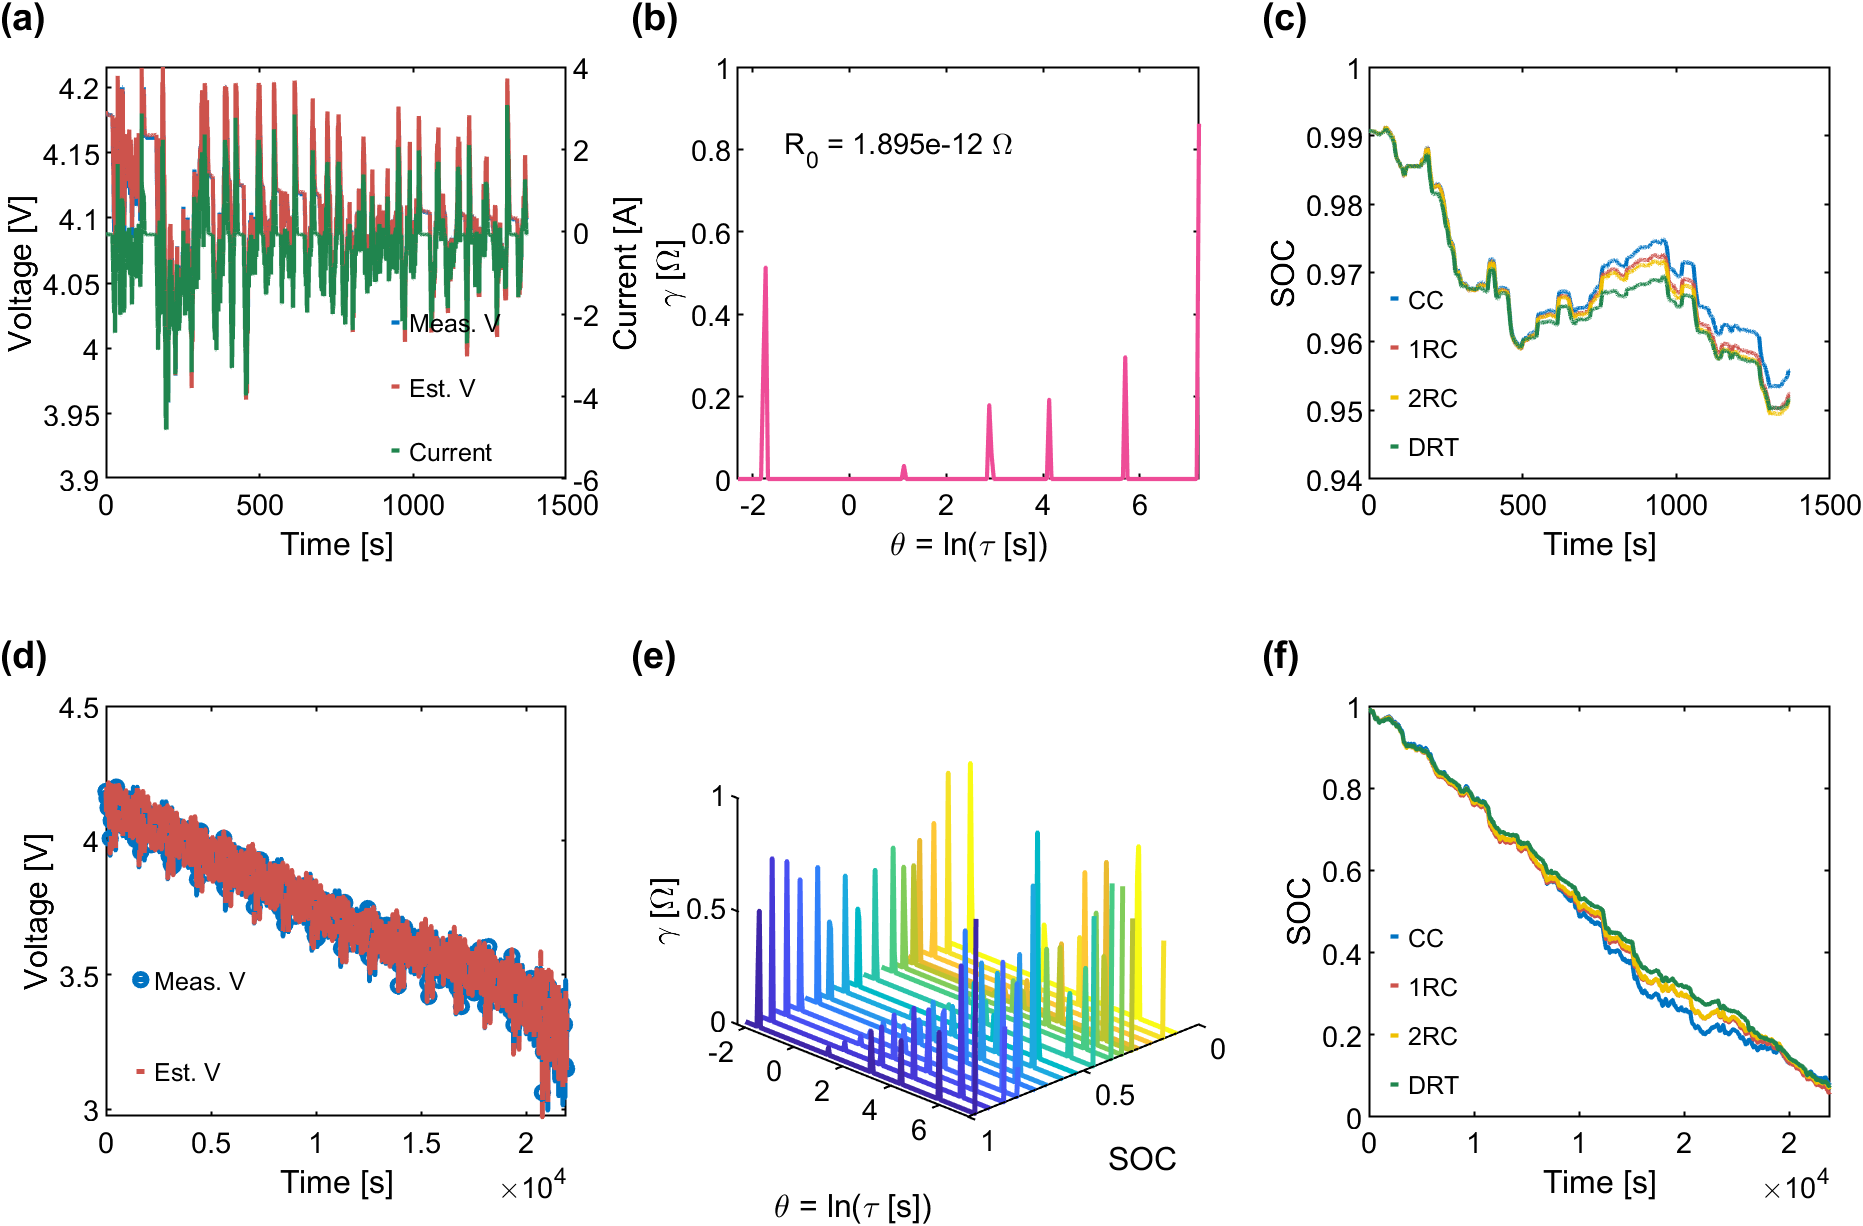 (a)
4.2
4.15
4.1
4.05
4
3.95
3.9
Voltage [V]
4
2
0
-2
-4
-6
Current [A]
Meas. V
Est. V
Current
0 500 1000 1500
Time [s]
(b)
1
0.8
0.6
0.4
0.2
0
γ [Ω]
R0 = 1.895e-12 Ω
-2 0 2 4 6
θ = ln(τ [s])
(c)
1
0.99
0.98
0.97
0.96
0.95
0.94
SOC
CC
1RC
2RC
DRT
0 500 1000 1500
Time [s]
(d)
4.5
4
3.5
3
Voltage [V]
Meas. V
Est. V
0 0.5 1 1.5 2
Time [s]
×10^4
(e)
1
0.5
0
γ [Ω]
-2
0
2
4
6
0
0.5
1
SOC
θ = ln(τ [s])
(f)
1
0.8
0.6
0.4
0.2
0
SOC
CC
1RC
2RC
DRT
0 1 1 2 2
Time [s]
×10^4